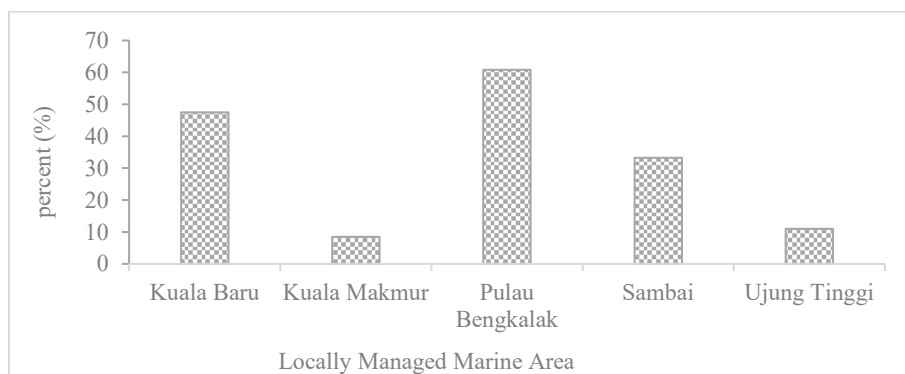 percent (%)
70
60
50
40
30
20
10
0
Kuala Baru
Kuala Makmur
Pulau
Bengkalak
Sambai
Ujung Tinggi
Locally Managed Marine Area